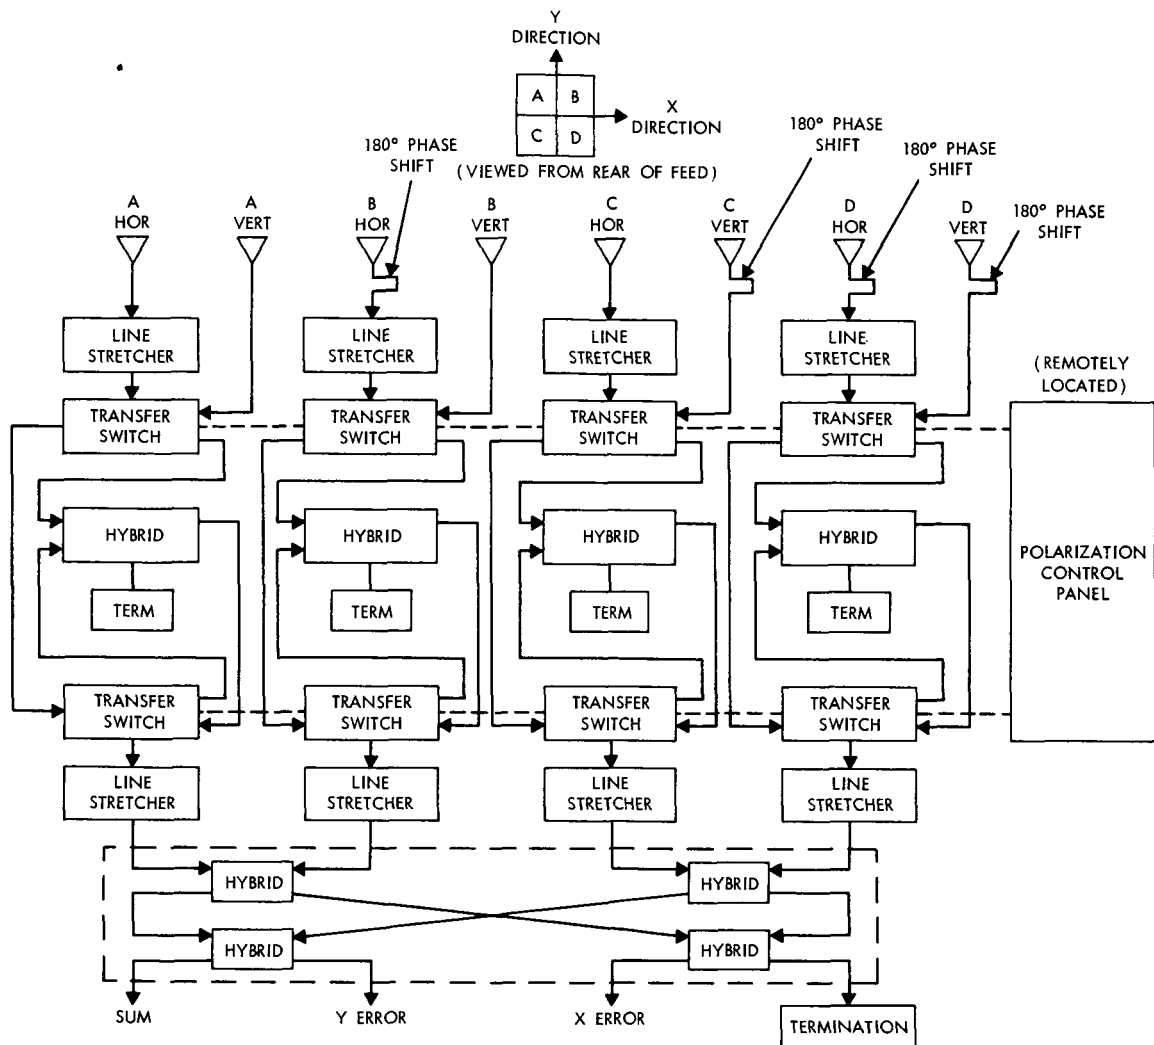 Y
DIRECTION
A B
X
DIRECTION
C D
(VIEWED FROM REAR OF FEED)
180° PHASE
SHIFT
180° PHASE
SHIFT
180° PHASE
SHIFT
180° PHASE
SHIFT
A
HOR
A
VERT
B
HOR
B
VERT
C
HOR
C
VERT
D
HOR
D
VERT
LINE
STRETCHER
LINE
STRETCHER
LINE
STRETCHER
LINE
STRETCHER
(REMOTELY
LOCATED)
TRANSFER
SWITCH
TRANSFER
SWITCH
TRANSFER
SWITCH
TRANSFER
SWITCH
HYBRID
HYBRID
HYBRID
HYBRID
POLARIZATION
CONTROL
PANEL
TERM
TERM
TERM
TERM
TRANSFER
SWITCH
TRANSFER
SWITCH
TRANSFER
SWITCH
TRANSFER
SWITCH
LINE
STRETCHER
LINE
STRETCHER
LINE
STRETCHER
LINE
STRETCHER
HYBRID
HYBRID
HYBRID
HYBRID
SUM
Y ERROR
X ERROR
TERMINATION